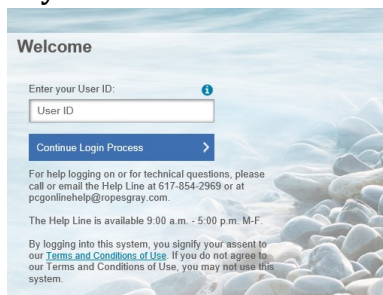 Welcome
Enter your User ID:
User ID
Continue Login Process
For help logging on or for technical questions, please
call or email the Help Line at 617-854-2969 or at
pcgonlinehelp@ropesgray.com.
The Help Line is available 9:00 a.m. - 5:00 p.m. M-F.
By logging into this system, you signify your assent to
our Terms and Conditions of Use. If you do not agree to
our Terms and Conditions of Use, you may not use this
system.